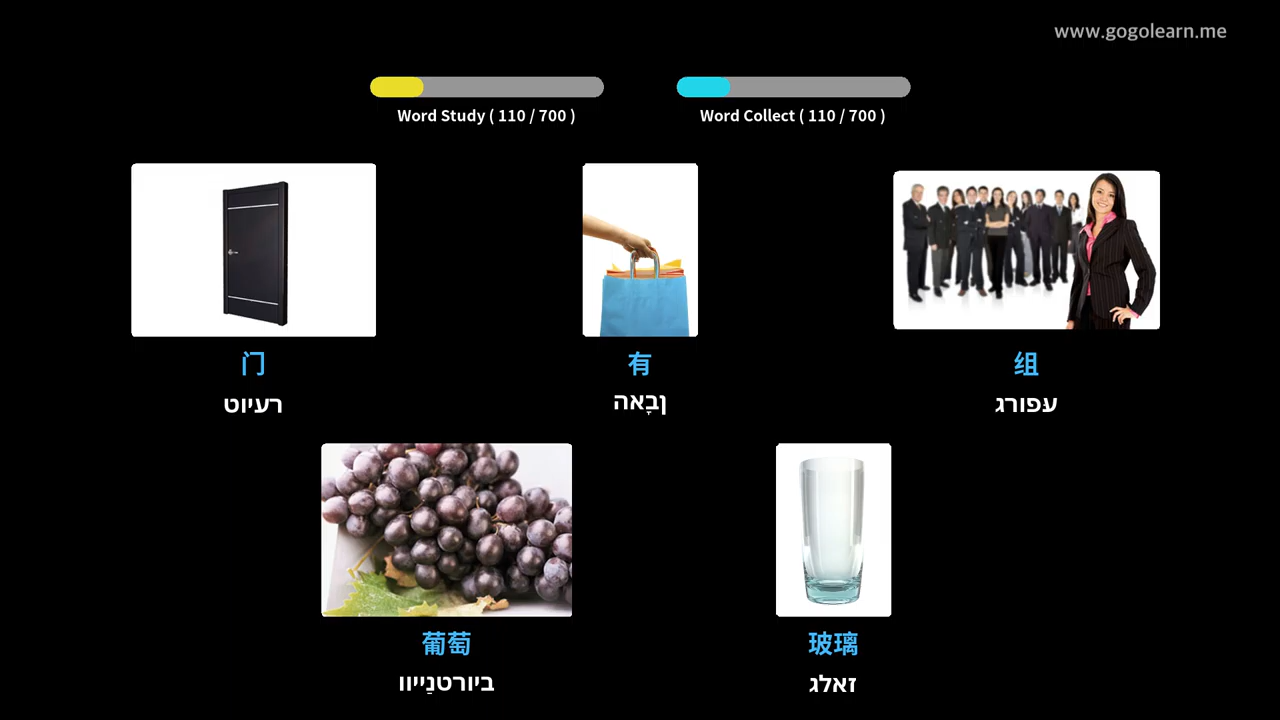 www.gogolearn.me
Word Study ( 110 / 700 )
Word Collect ( 110 / 700 )
门
רעיוט
有
ןבָאה
组
עפורג
葡萄
ביורטנַייוו
玻璃
זאלג